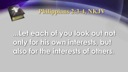 Philippians 2:3-4, NKJV
...Let each of you look out not
only for his own interests, but
also for the interests of others.